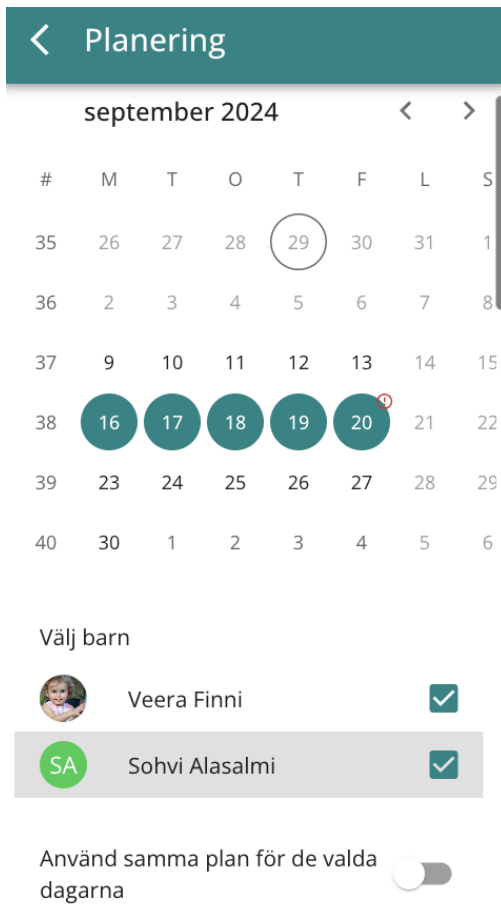 Planering
september 2024
# M T O T F L S
35 26 27 28 29 30 31 1
36 2 3 4 5 6 7 8
37 9 10 11 12 13 14 15
38 16 17 18 19 20 21 22
39 23 24 25 26 27 28 29
40 30 1 2 3 4 5 6
Välj barn
Veera Finni
SA Sohvi Alasalmi
Använd samma plan för de valda
dagarna